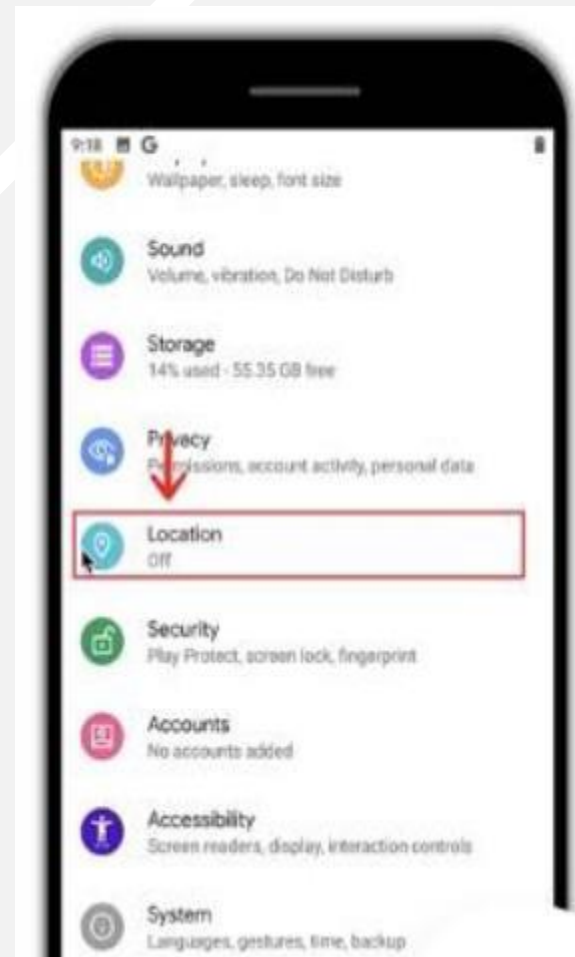 9:18 G
Wallpaper, sleep, font size
Sound
Volume, vibration, Do Not Disturb
Storage
14% used - 55.35 GB free
Privacy
Permissions, account activity, personal data
Location
Off
Security
Play Protect, screen lock, fingerprint
Accounts
No accounts added
Accessibility
Screen readers, display, interaction controls
System
Languages, gestures, time, backup